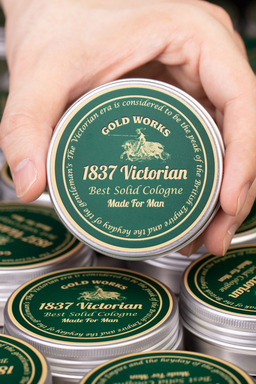 The Victorian era is considered to be the peak of the British Empire and the heyday of the gentleman's
GOLD WORKS
1837 Victorian
Best Solid Cologne
Made For Man
GOLD WORKS
1837 Victorian
Best Solid Cologne
Made For Man